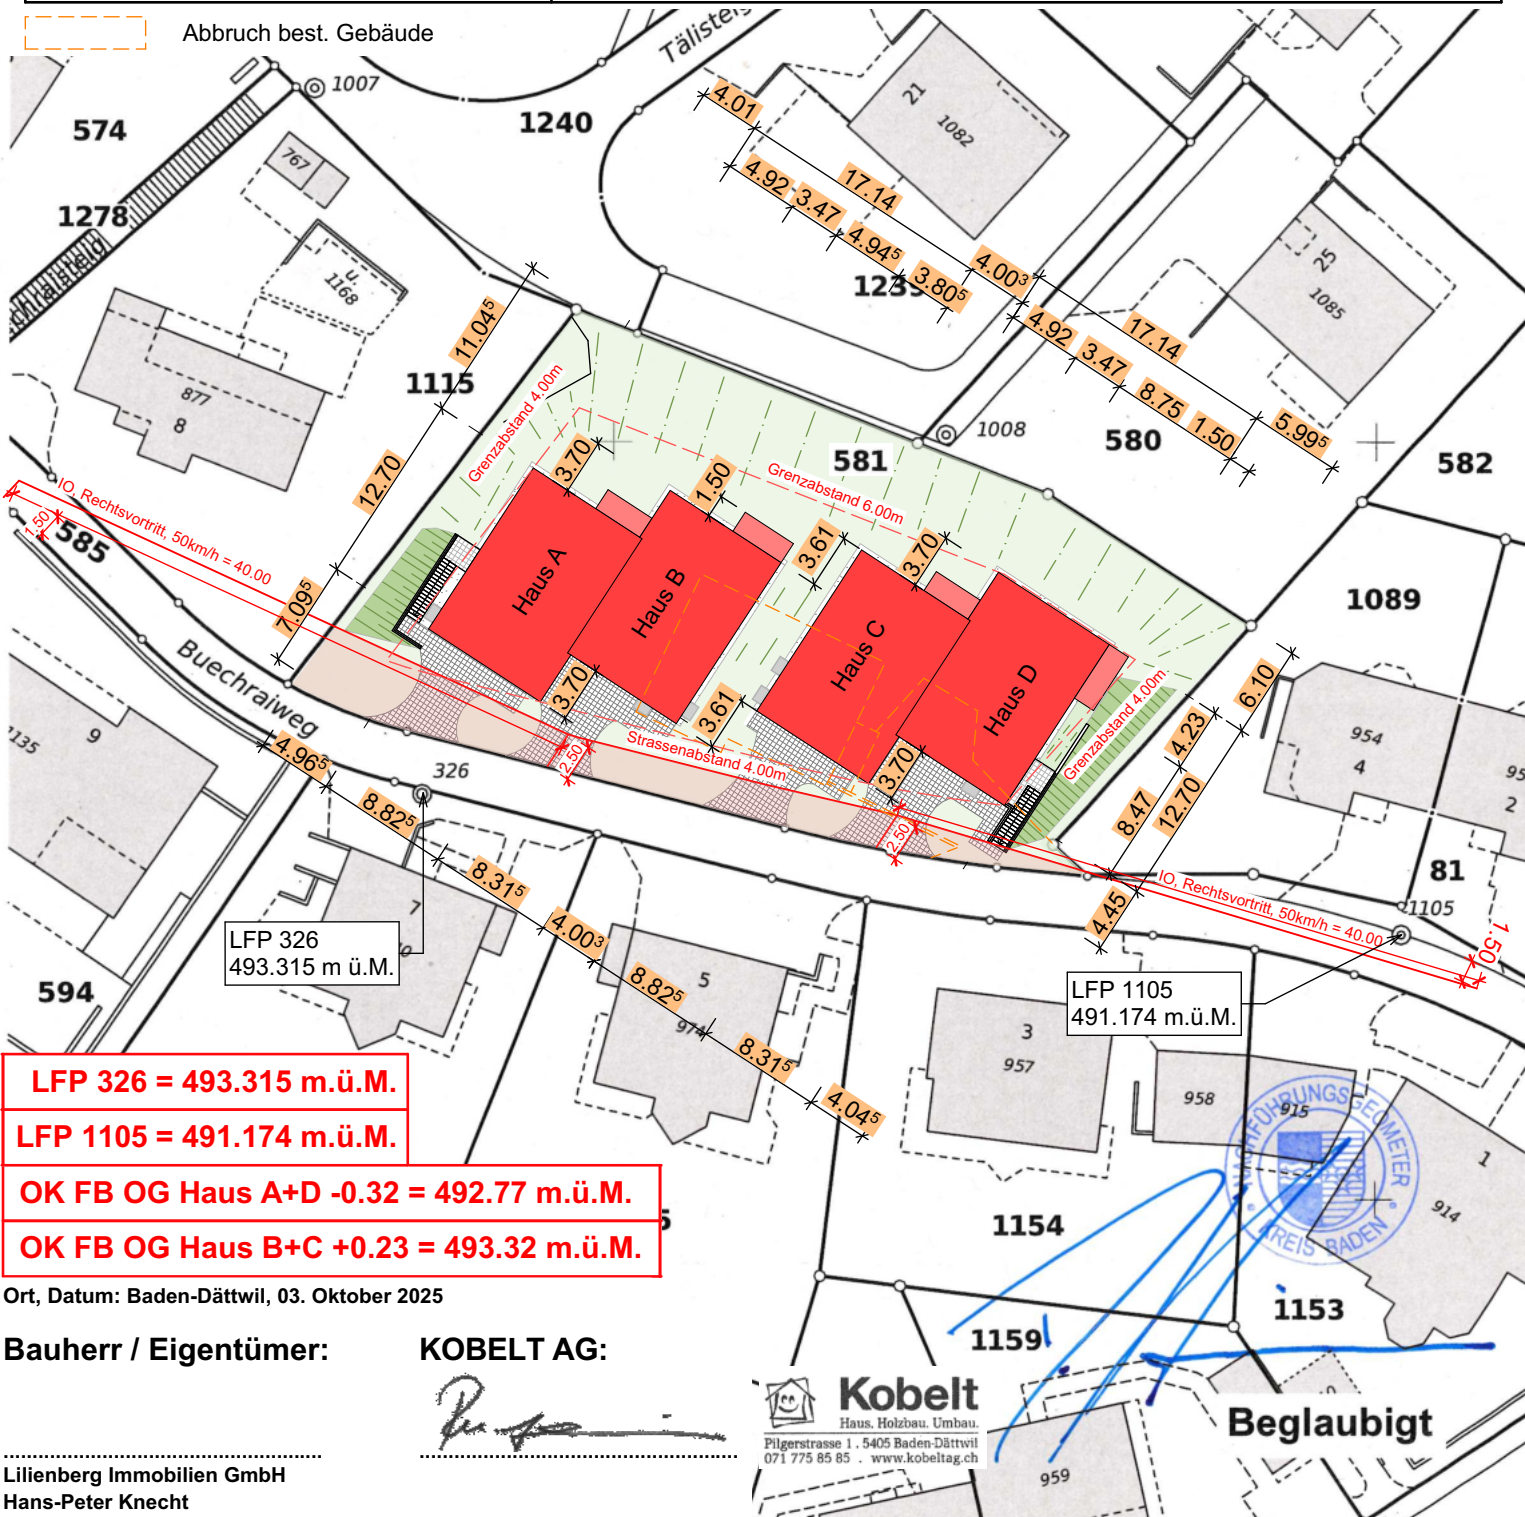 Abbruch best. Gebäude
Tälisteig
1007
574
1240
21
1082
4.01
767
17.14
4.92
3.47
4.94⁵
3.80⁵
1278
u.
1168
25
1085
4.00³
11.04⁵
4.92
3.47
8.75
1.50
17.14
5.99⁵
1115
877
8
Grenzabstand 4.00m
1008
580
582
581
3.70
12.70
1.50
Grenzabstand 6.00m
IO, Rechtsvortritt, 50km/h = 40.00
1.50
585
3.61
3.70
Haus A
Haus B
Haus C
Haus D
1089
7.09⁵
Buechraiweg
3.70
3.61
3.70
Strassenabstand 4.00m
Grenzabstand 4.00m
6.10
4.23
8.47
12.70
4.45
1135
9
4.96⁵
326
2.50
2.50
954
4
2
81
8.82⁵
8.31⁵
4.00³
8.82⁵
8.31⁵
4.04⁵
7
IO, Rechtsvortritt, 50km/h = 40.00
1105
1.50
LFP 326
493.315 m ü.M.
594
5
974
LFP 1105
491.174 m.ü.M.
3
957
958
915
1
914
LFP 326 = 493.315 m.ü.M.
LFP 1105 = 491.174 m.ü.M.
OK FB OG Haus A+D -0.32 = 492.77 m.ü.M.
OK FB OG Haus B+C +0.23 = 493.32 m.ü.M.
NACHFÜHRUNGSGEOMETER
KREIS BADEN
1154
1153
1159
Ort, Datum: Baden-Dättwil, 03. Oktober 2025
Bauherr / Eigentümer:
KOBELT AG:
Kobelt
Haus. Holzbau. Umbau.
Pilgerstrasse 1 . 5405 Baden-Dättwil
071 775 85 85 . www.kobeltag.ch
Beglaubigt
959
Lilienberg Immobilien GmbH
Hans-Peter Knecht